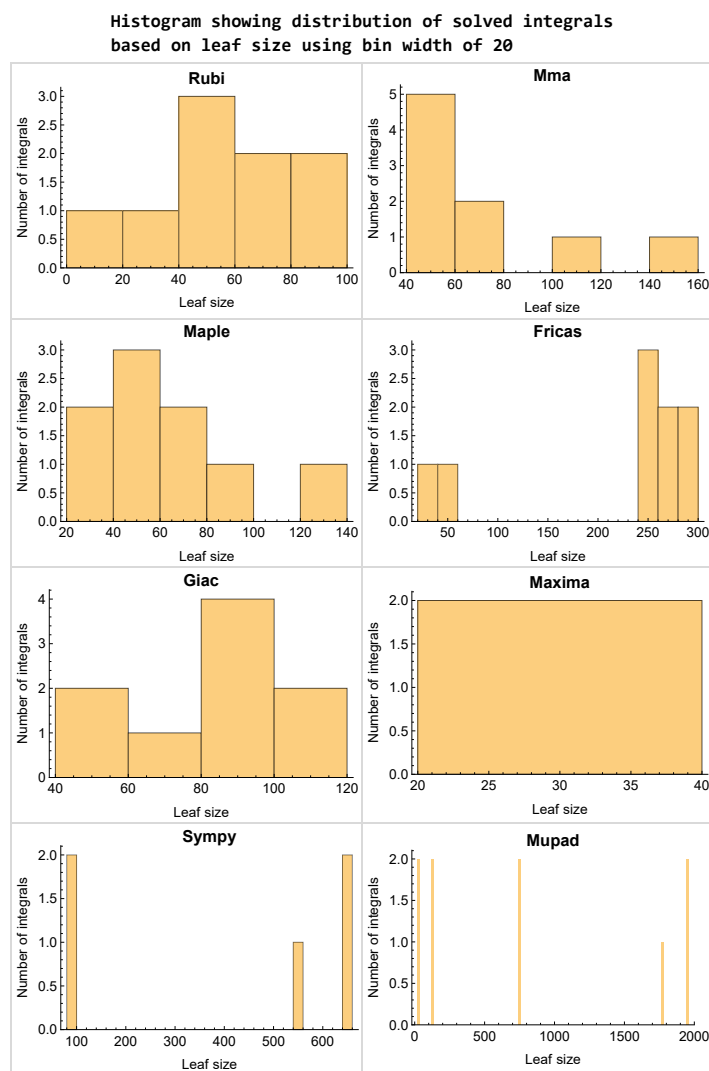 Histogram showing distribution of solved integrals
based on leaf size using bin width of 20
Rubi
Number of integrals
3.0
2.5
2.0
1.5
1.0
0.5
0.0
0 20 40 60 80 100
Leaf size
Mma
Number of integrals
5
4
3
2
1
0
40 60 80 100 120 140 160
Leaf size
Maple
Number of integrals
3.0
2.5
2.0
1.5
1.0
0.5
0.0
20 40 60 80 100 120 140
Leaf size
Fricas
Number of integrals
3.0
2.5
2.0
1.5
1.0
0.5
0.0
50 100 150 200 250 300
Leaf size
Giac
Number of integrals
4
3
2
1
0
40 60 80 100 120
Leaf size
Maxima
Number of integrals
2.0
1.5
1.0
0.5
0.0
20 25 30 35 40
Leaf size
Sympy
Number of integrals
2.0
1.5
1.0
0.5
0.0
100 200 300 400 500 600
Leaf size
Mupad
Number of integrals
2.0
1.5
1.0
0.5
0.0
0 500 1000 1500 2000
Leaf size